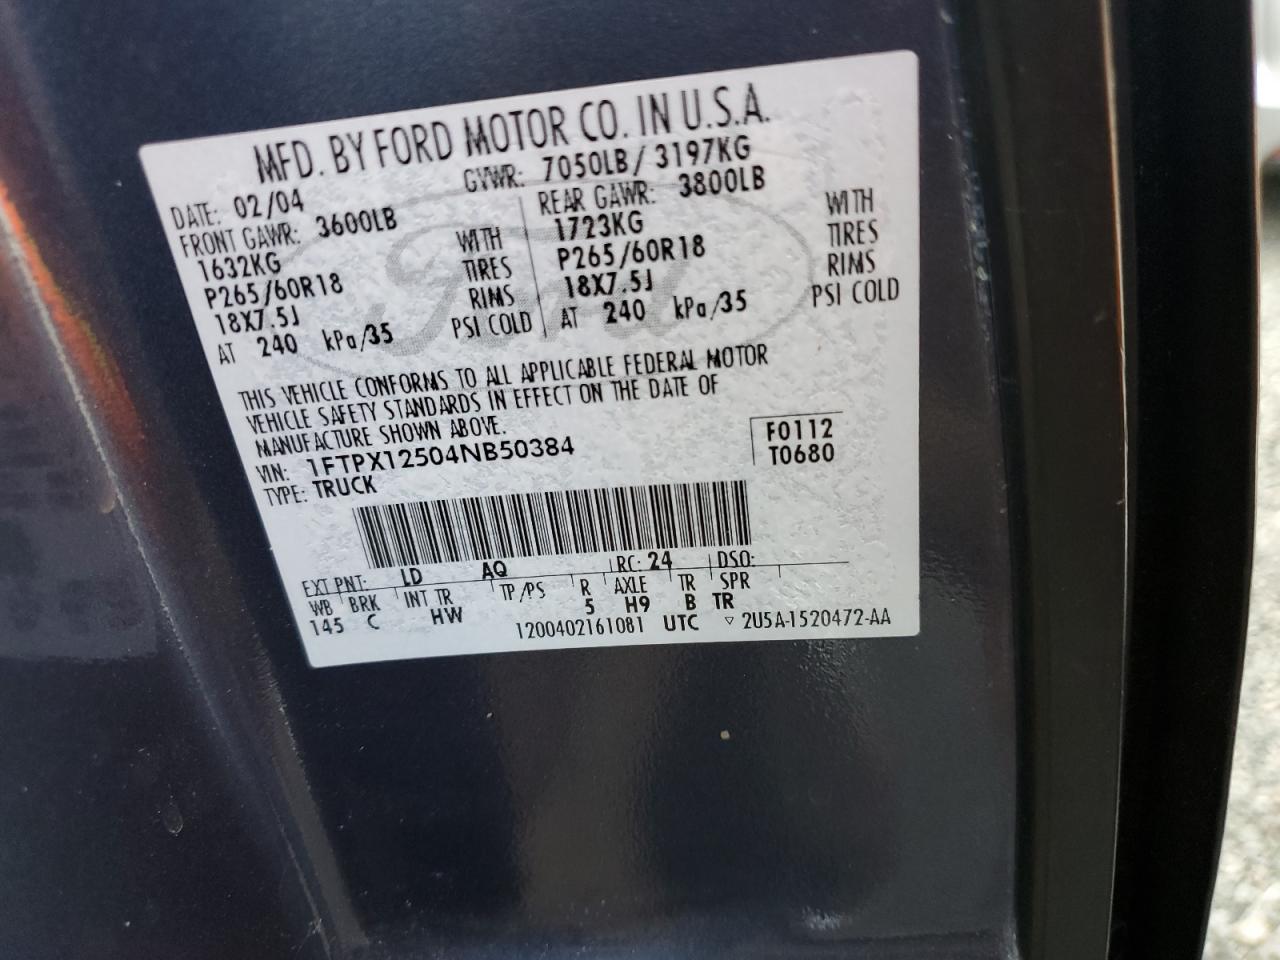 MFD. BY FORD MOTOR CO. IN U.S.A.
DATE: 02/04 GVWR: 7050LB / 3197KG
FRONT GAWR: 3600LB REAR GAWR: 3800LB
1632KG WITH 1723KG WITH
P265/60R18 TIRES P265/60R18 TIRES
18X7.5J RIMS 18X7.5J RIMS
AT 240 kPa/35 PSI COLD AT 240 kPa/35 PSI COLD
Ford
THIS VEHICLE CONFORMS TO ALL APPLICABLE FEDERAL MOTOR
VEHICLE SAFETY STANDARDS IN EFFECT ON THE DATE OF
MANUFACTURE SHOWN ABOVE.
VIN: 1FTPX12504NB50384 F0112
TYPE: TRUCK T0680
EXT PNT: LD AQ RC: 24 DSO:
WB BRK INT TR TP/PS R AXLE TR SPR
145 C HW 5 H9 B TR
1200402161081 UTC ▽ 2U5A-1520472-AA